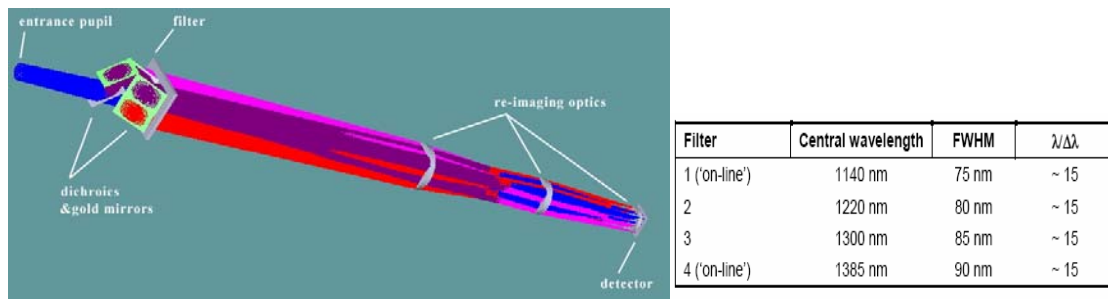 entrance pupil
filter
re-imaging optics
dichroics
&gold mirrors
detector
Filter Central wavelength FWHM λ/Δλ
1 ('on-line') 1140 nm 75 nm ~ 15
2 1220 nm 80 nm ~ 15
3 1300 nm 85 nm ~ 15
4 ('on-line') 1385 nm 90 nm ~ 15